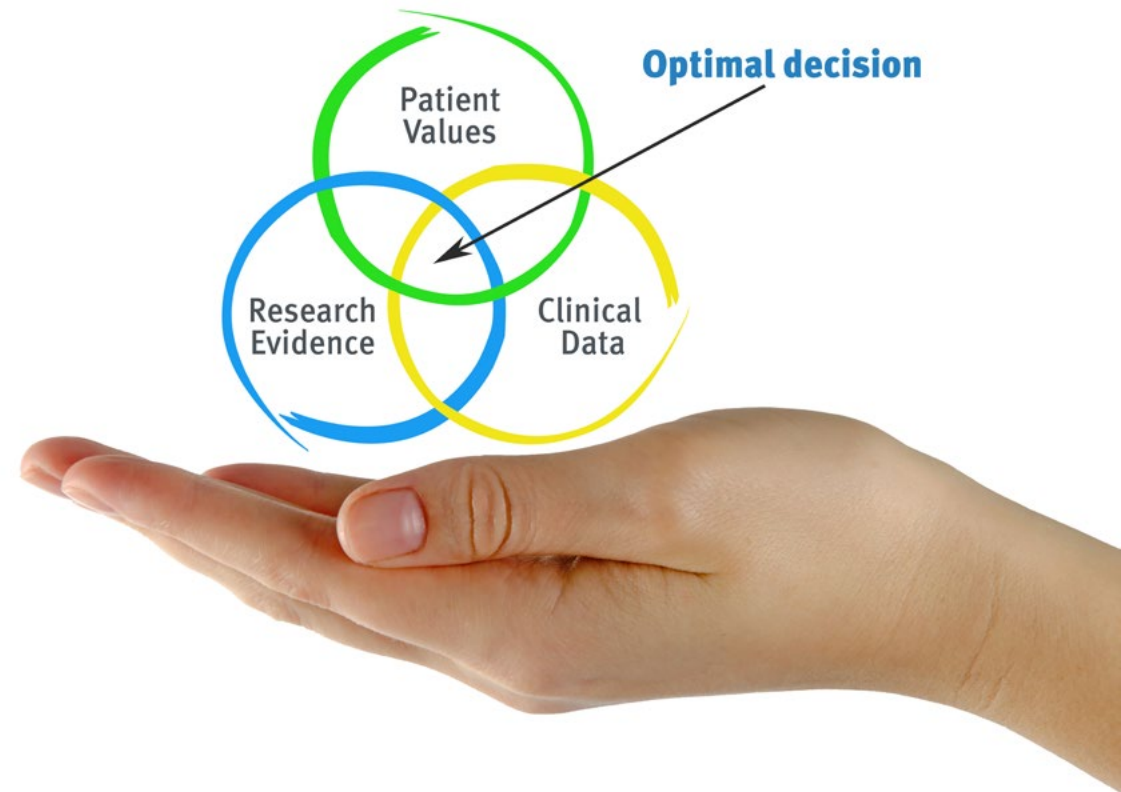 Optimal decision
Patient
Values
Research
Evidence
Clinical
Data